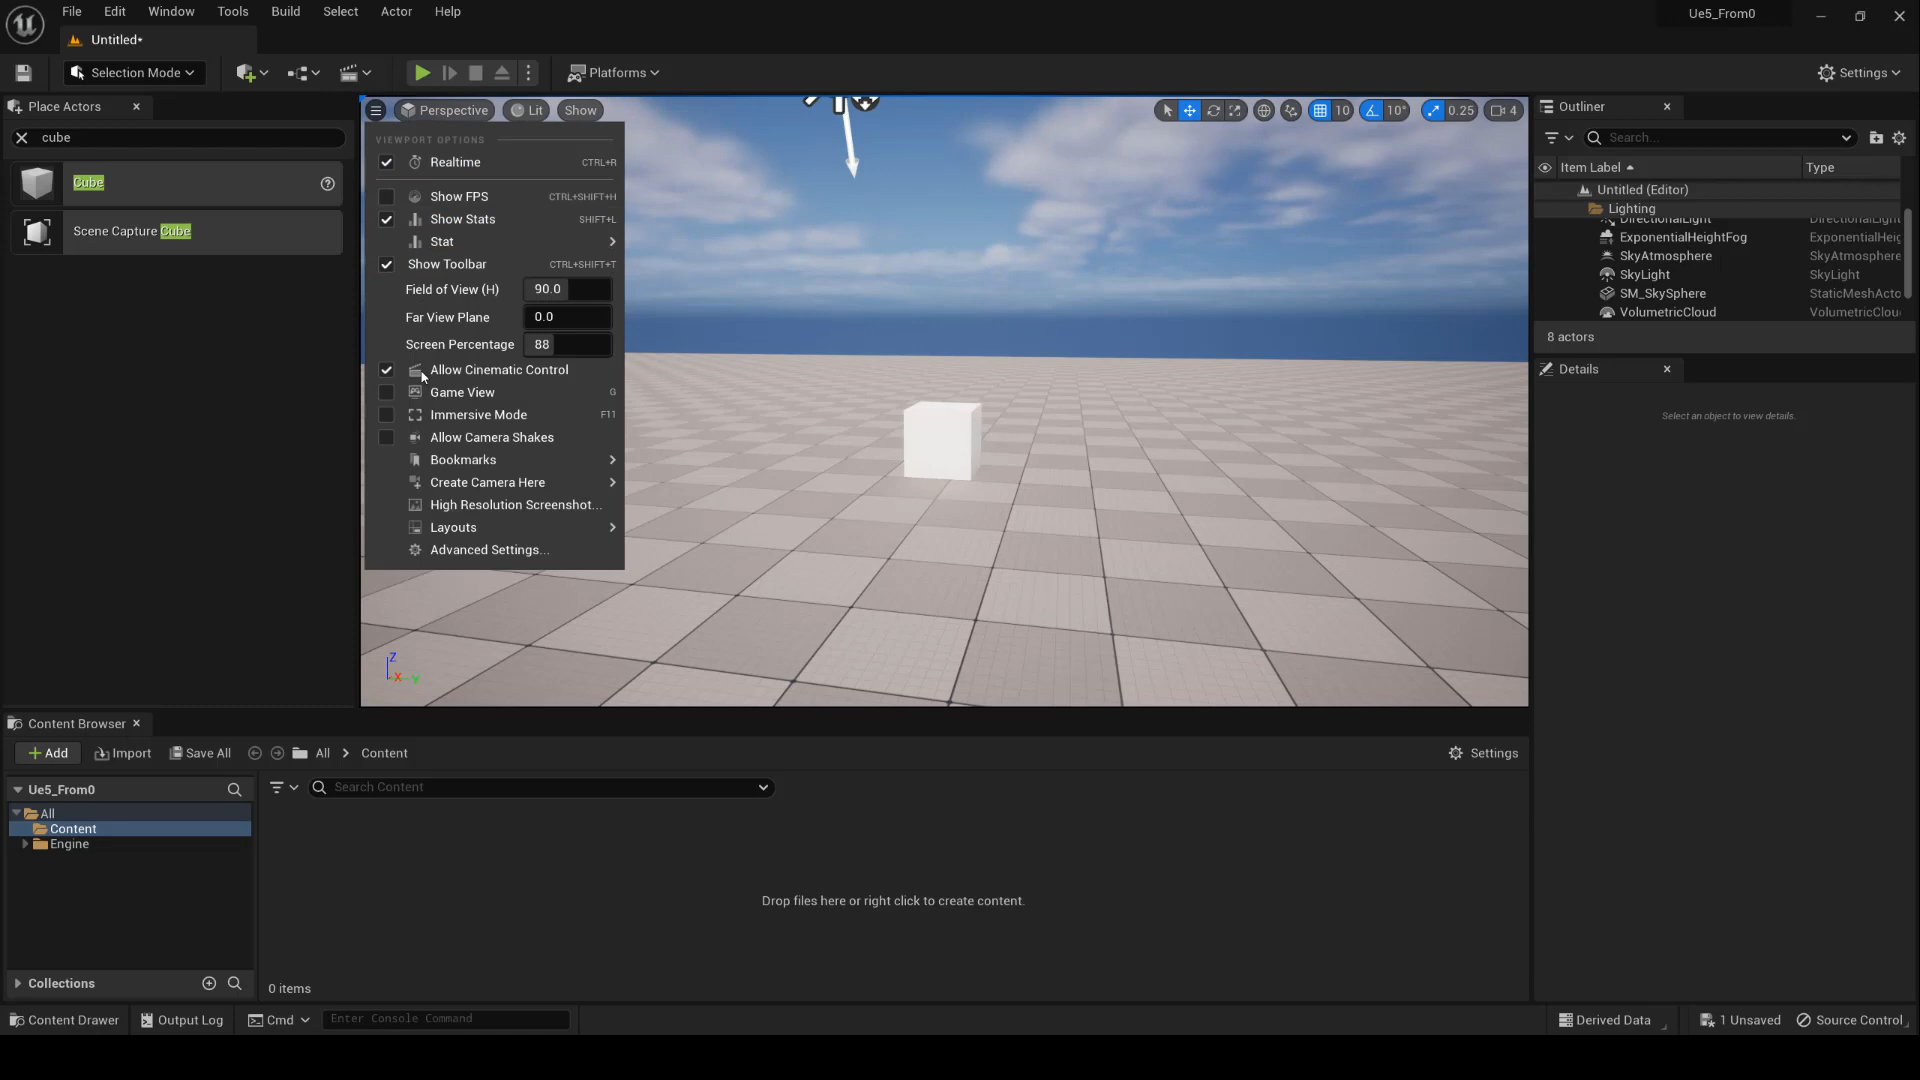 File Edit Window Tools Build Select Actor Help
Ue5_From0
Untitled*
Selection Mode
Platforms
Settings
Place Actors
cube
Cube
Scene Capture Cube
Perspective
Lit
Show
10
10°
0.25
4
VIEWPORT OPTIONS
Realtime CTRL+R
Show FPS CTRL+SHIFT+H
Show Stats SHIFT+L
Stat
Show Toolbar CTRL+SHIFT+T
Field of View (H) 90.0
Far View Plane 0.0
Screen Percentage 88
Allow Cinematic Control
Game View G
Immersive Mode F11
Allow Camera Shakes
Bookmarks
Create Camera Here
High Resolution Screenshot...
Layouts
Advanced Settings...
Z
X Y
Outliner
Search...
Item Label Type
Untitled (Editor)
Lighting
DirectionalLight DirectionalLight
ExponentialHeightFog ExponentialHeig
SkyAtmosphere SkyAtmosphere
SkyLight SkyLight
SM_SkySphere StaticMeshActo
VolumetricCloud VolumetricClou
8 actors
Details
Select an object to view details.
Content Browser
Add Import Save All All Content Settings
Ue5_From0
All
Content
Engine
Search Content
Drop files here or right click to create content.
Collections
0 items
Content Drawer Output Log Cmd Enter Console Command Derived Data 1 Unsaved Source Control